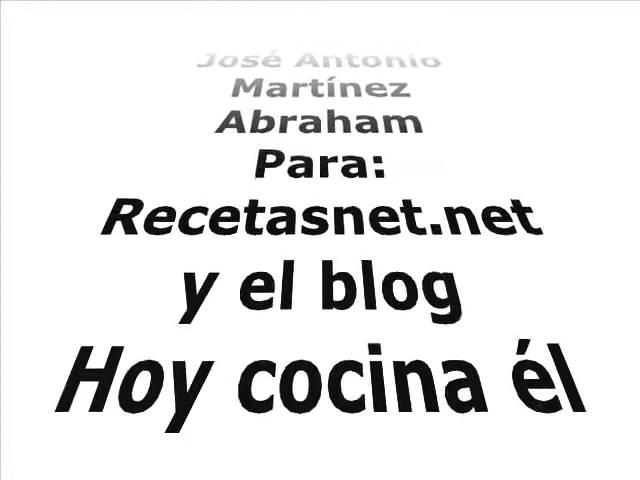 José Antonio
Martínez
Abraham
Para:
Recetasnet.net
y el blog
Hoy cocina él